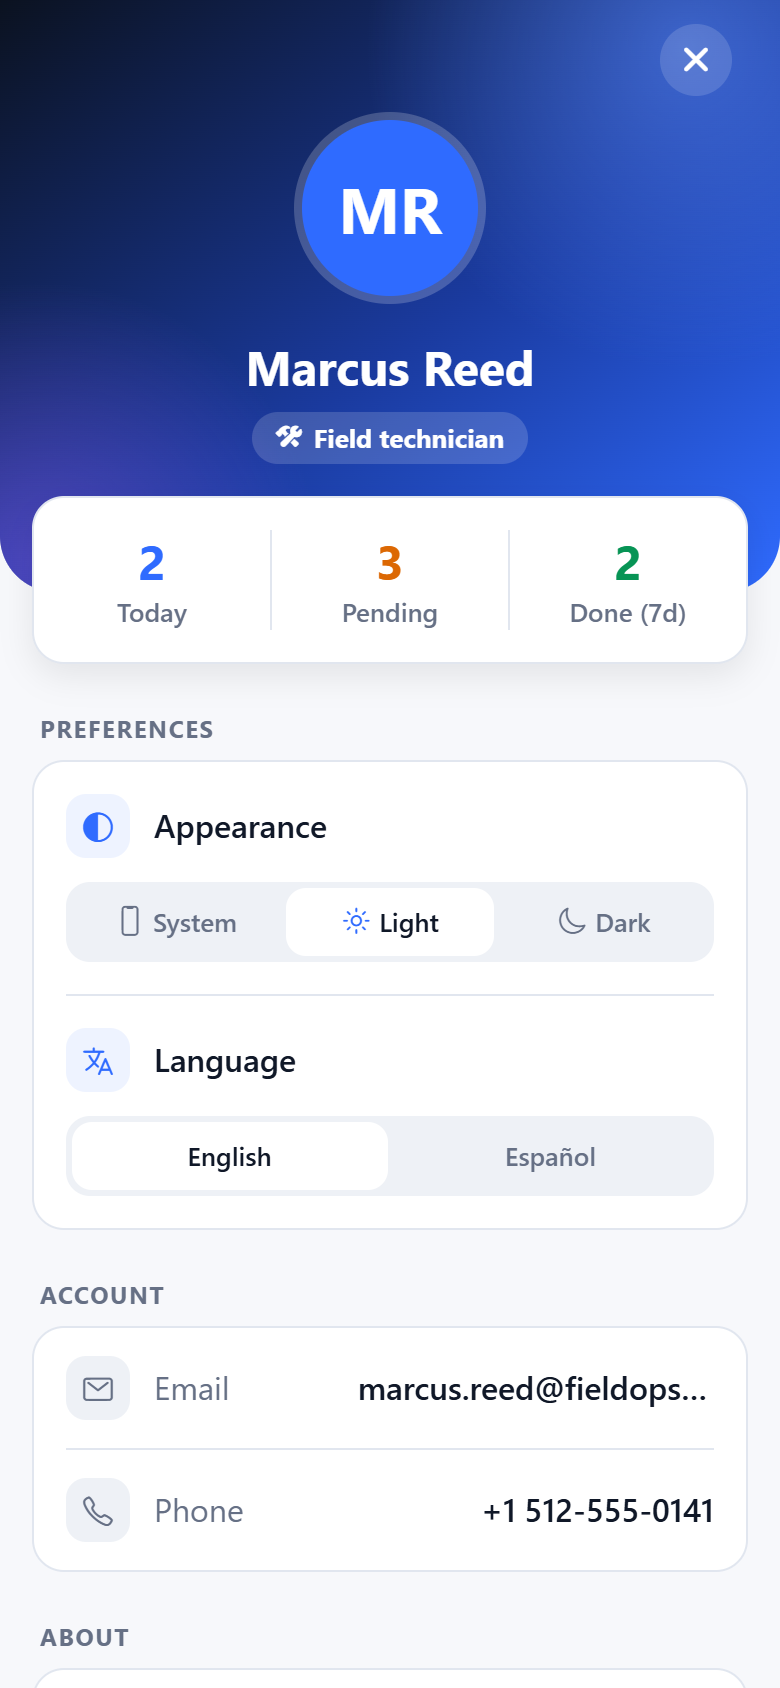 MR
Marcus Reed
Field technician
2 3 2
Today Pending Done (7d)
PREFERENCES
Appearance
System Light Dark
Language
English Español
ACCOUNT
Email marcus.reed@fieldops...
Phone +1 512-555-0141
ABOUT